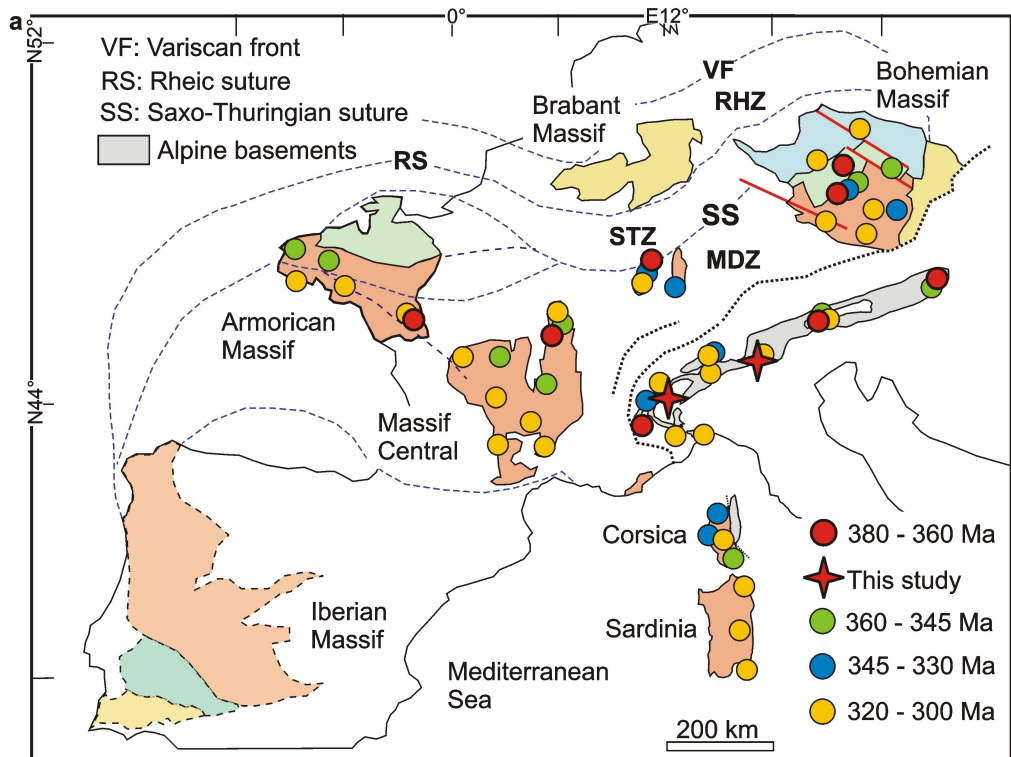 a
0°
E12°
N52°
VF: Variscan front
RS: Rheic suture
SS: Saxo-Thuringian suture
Alpine basements
VF
RHZ
Bohemian
Massif
Brabant
Massif
RS
SS
STZ
MDZ
Armorican
Massif
N44°
Massif
Central
Corsica
380 - 360 Ma
This study
Iberian
Massif
Sardinia
360 - 345 Ma
Mediterranean
Sea
345 - 330 Ma
320 - 300 Ma
200 km